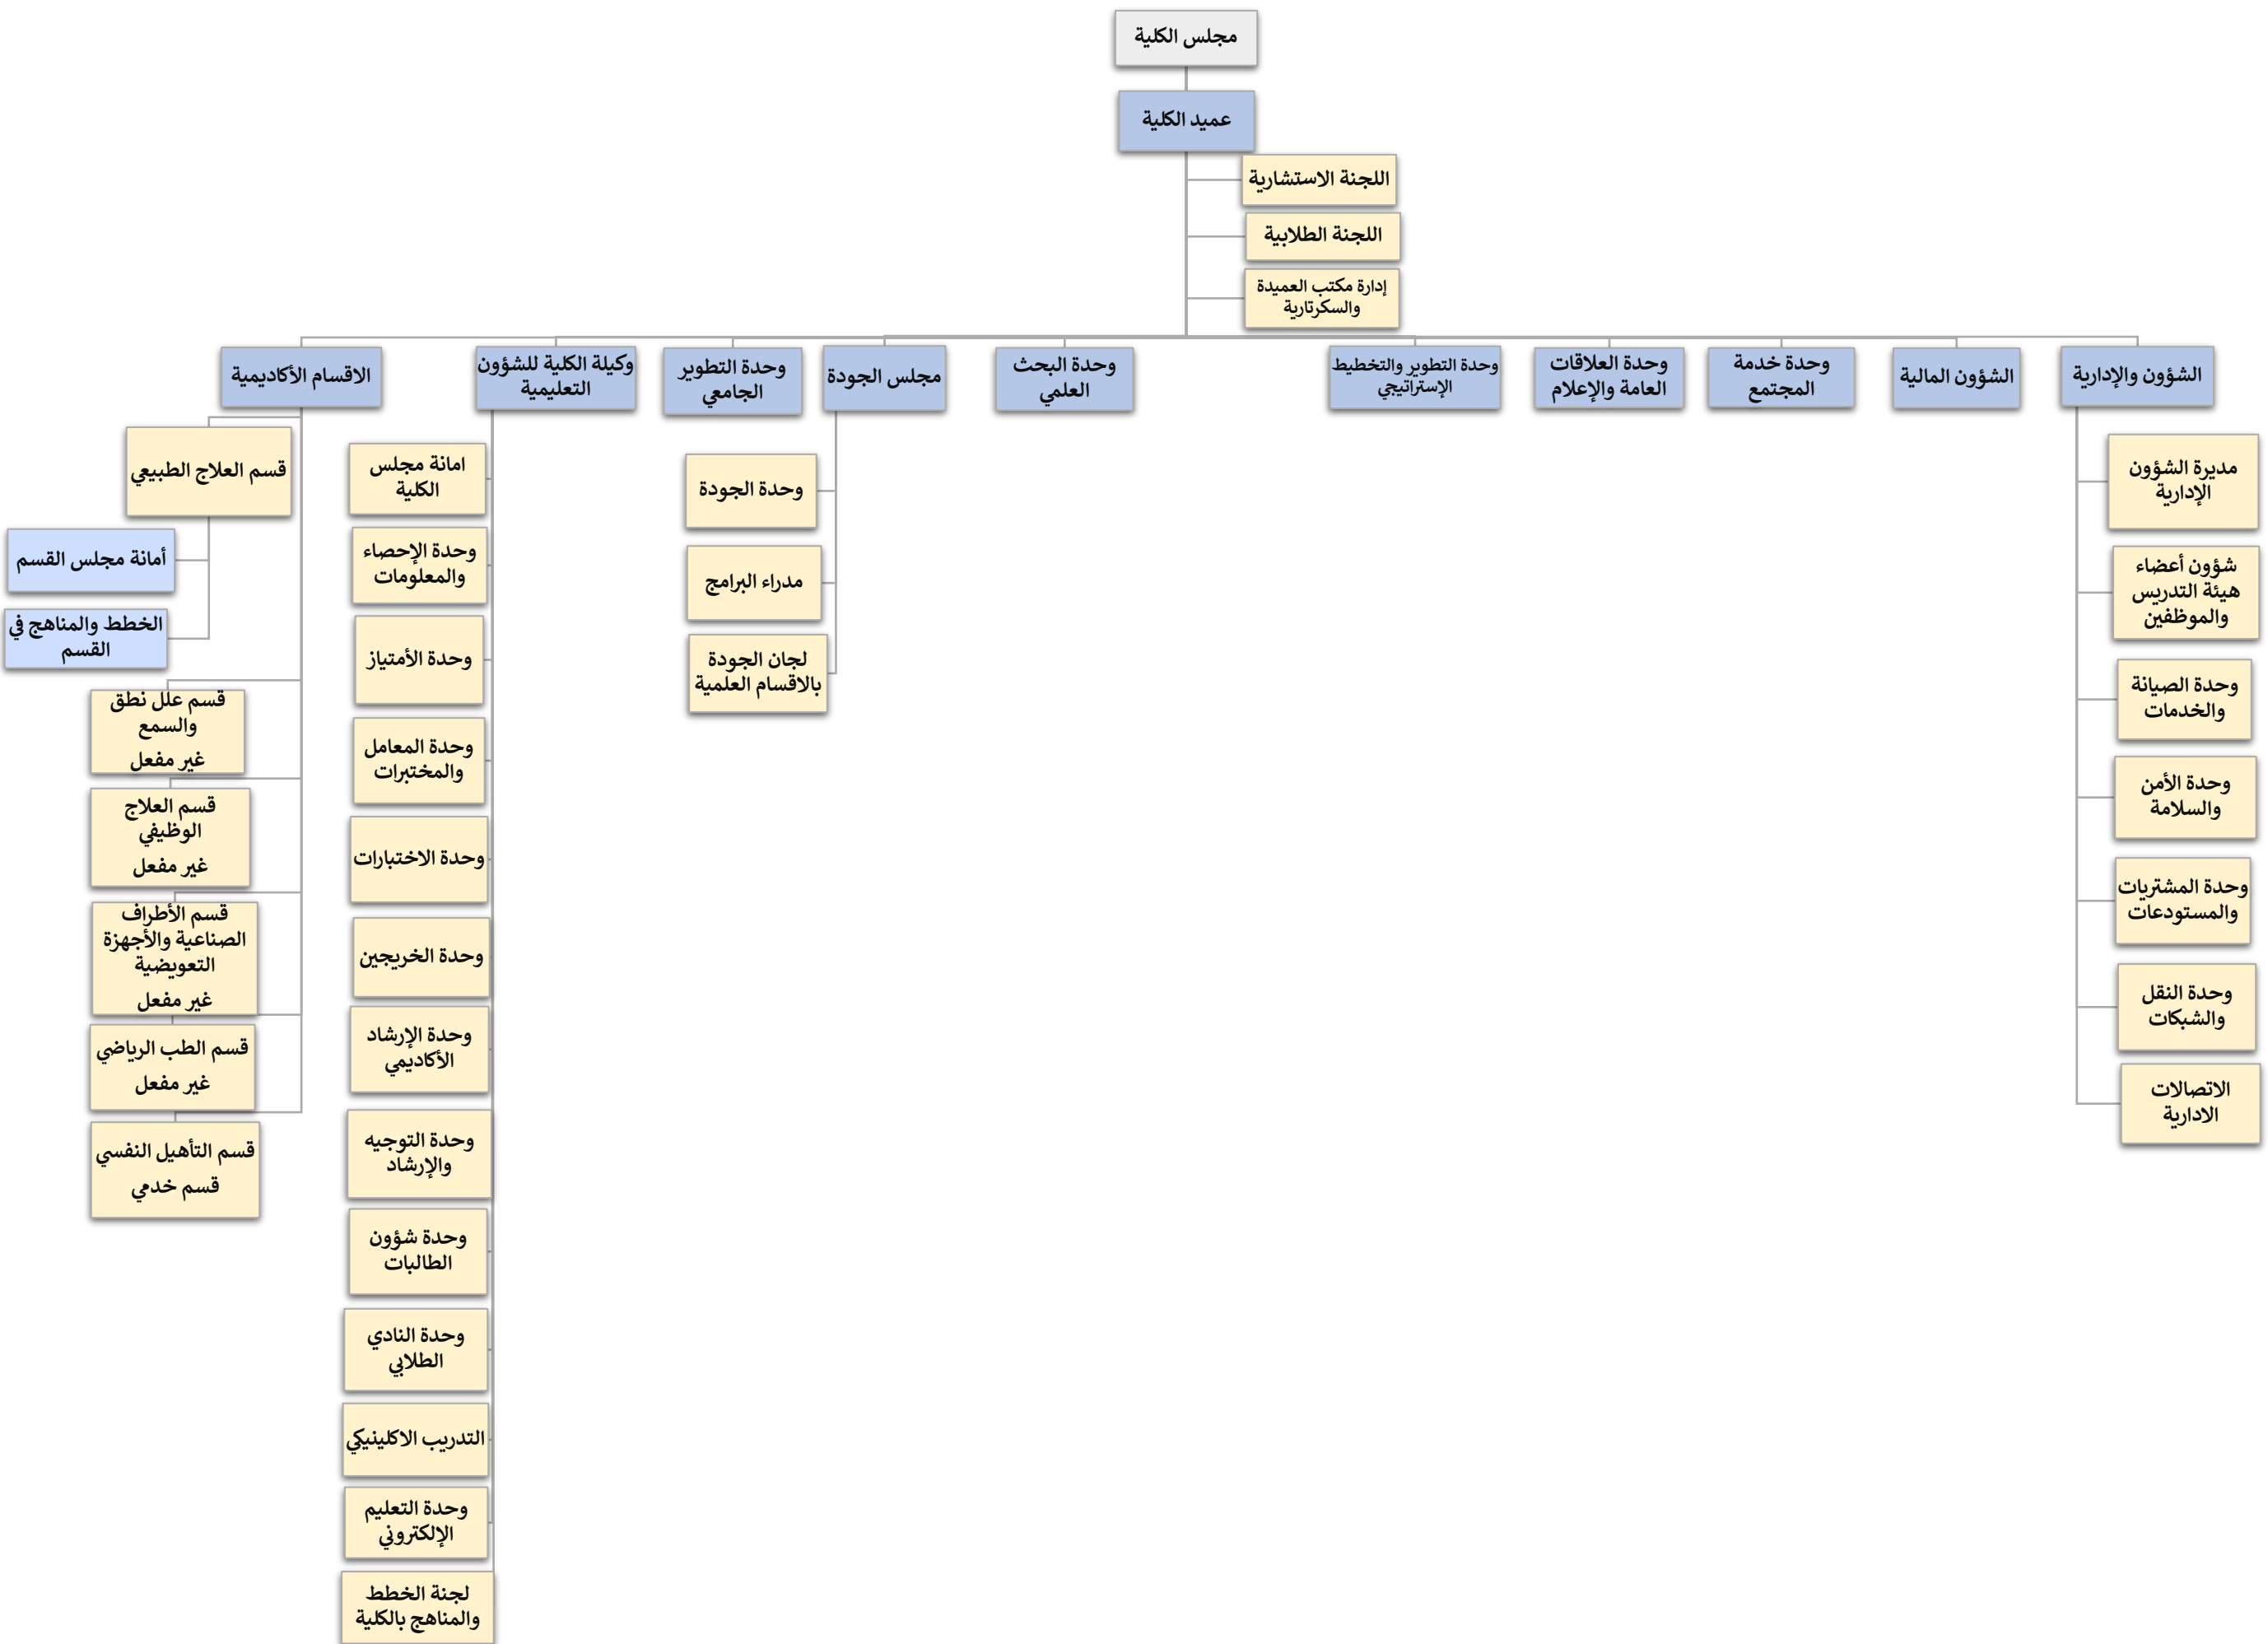 مجلس الكلية
عميد الكلية
اللجنة الاستشارية
اللجنة الطلابية
إدارة مكتب العميدة
والسكرتارية
الشؤون والإدارية
الشؤون المالية
وحدة خدمة
المجتمع
وحدة العلاقات
العامة والإعلام
وحدة التطوير والتخطيط
الإستراتيجي
وحدة البحث
العلمي
مجلس الجودة
وحدة التطوير
الجامعي
وكيلة الكلية للشؤون
التعليمية
الاقسام الأكاديمية
مديرة الشؤون
الإدارية
شؤون أعضاء
هيئة التدريس
والموظفين
وحدة الصيانة
والخدمات
وحدة الأمن
والسلامة
وحدة المشتريات
والمستودعات
وحدة النقل
والشبكات
الاتصالات
الادارية
وحدة الجودة
مدراء البرامج
لجان الجودة
بالاقسام العلمية
امانة مجلس
الكلية
وحدة الإحصاء
والمعلومات
وحدة الأمتياز
وحدة المعامل
والمختبرات
وحدة الاختبارات
وحدة الخريجين
وحدة الإرشاد
الأكاديمي
وحدة التوجيه
والإرشاد
وحدة شؤون
الطالبات
وحدة النادي
الطلابي
التدريب الاكلينيكي
وحدة التعليم
الإلكتروني
لجنة الخطط
والمناهج بالكلية
قسم العلاج الطبيعي
أمانة مجلس القسم
الخطط والمناهج في
القسم
قسم علل نطق
والسمع
غير مفعل
قسم العلاج
الوظيفي
غير مفعل
قسم الأطراف
الصناعية والأجهزة
التعويضية
غير مفعل
قسم الطب الرياضي
غير مفعل
قسم التأهيل النفسي
قسم خدمي